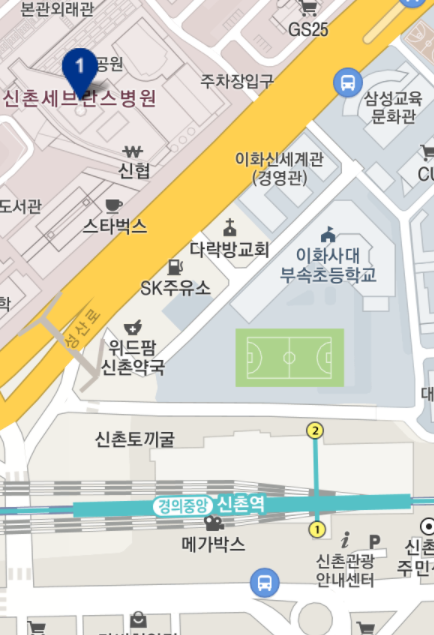 본관외래관
GS25
1
공원
주차장입구
신촌세브란스병원
삼성교육
문화관
신협
이화신세계관
(경영관)
CU
도서관
스타벅스
다락방교회
이화사대
부속초등학교
SK주유소
학
성산로
위드팜
신촌약국
대
신촌토끼굴
2
경의중앙 신촌역
1
메가박스
P
신촌관광
안내센터
신촌
주민